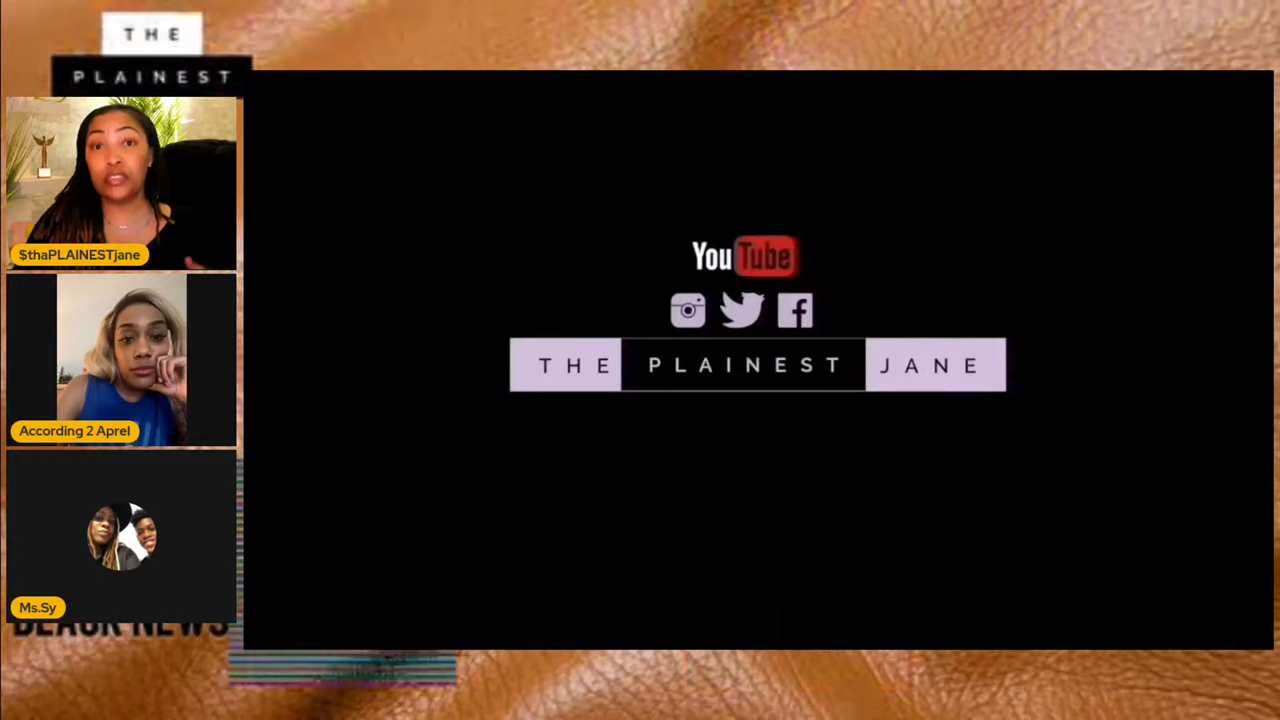 THE
PLAINEST
$thaPLAINESTjane
According 2 Aprel
Ms.Sy
BLACK NEWS
YouTube
THE PLAINEST JANE